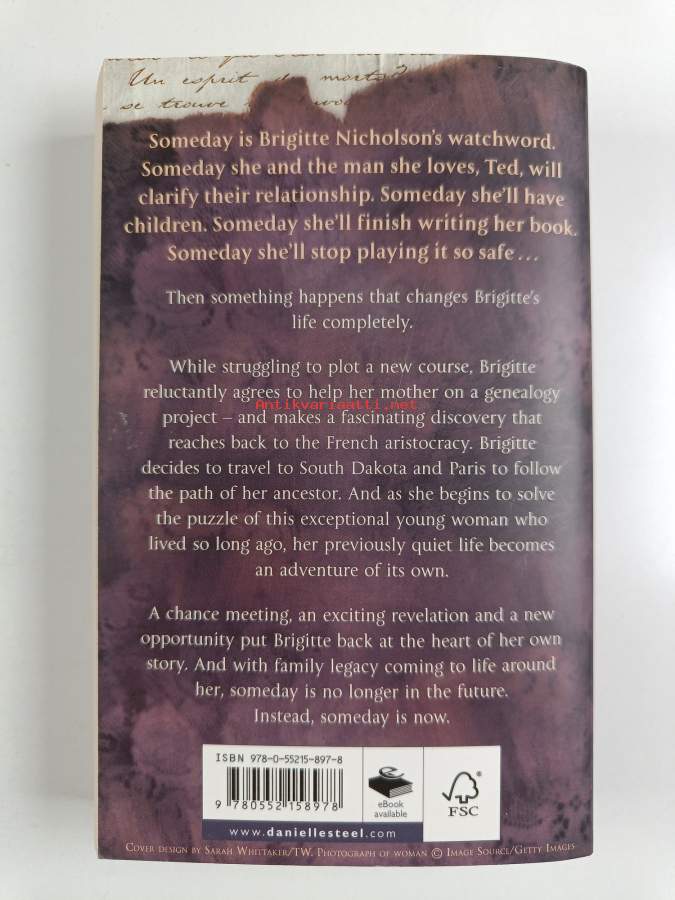 Un esprit
se trouve
Someday is Brigitte Nicholson's watchword.
Someday she and the man she loves, Ted, will
clarify their relationship. Someday she'll have
children. Someday she'll finish writing her book.
Someday she'll stop playing it so safe...
Then something happens that changes Brigitte's
life completely.
While struggling to plot a new course, Brigitte
reluctantly agrees to help her mother on a genealogy
Antikvariaatti.net
project – and makes a fascinating discovery that
reaches back to the French aristocracy. Brigitte
decides to travel to South Dakota and Paris to follow
the path of her ancestor. And as she begins to solve
the puzzle of this exceptional young woman who
lived so long ago, her previously quiet life becomes
an adventure of its own.
A chance meeting, an exciting revelation and a new
opportunity put Brigitte back at the heart of her own
story. And with family legacy coming to life around
her, someday is no longer in the future.
Instead, someday is now.
ISBN 978-0-55215-897-8
9 780552 158978
eBook
available
FSC
www.daniellesteel.com
Cover design by Sarah Whittaker/TW. Photograph of woman © Image Source/Getty Images